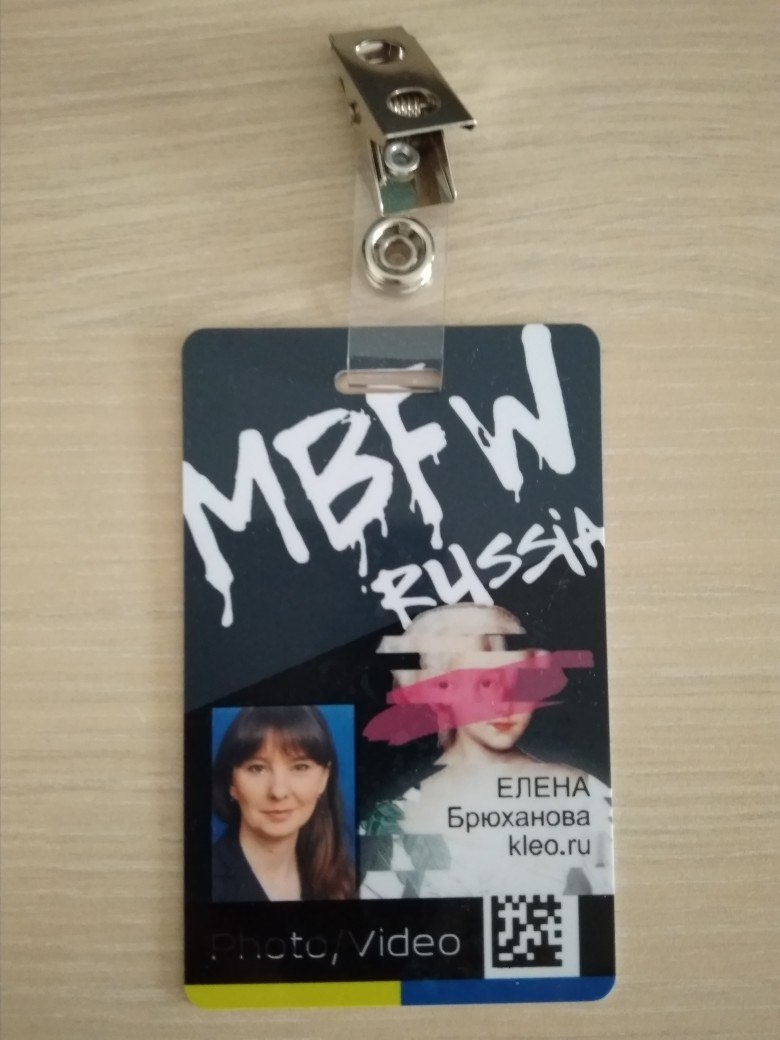 MBFW
RUSSIA
ЕЛЕНА
Брюханова
kleo.ru
Photo/Video